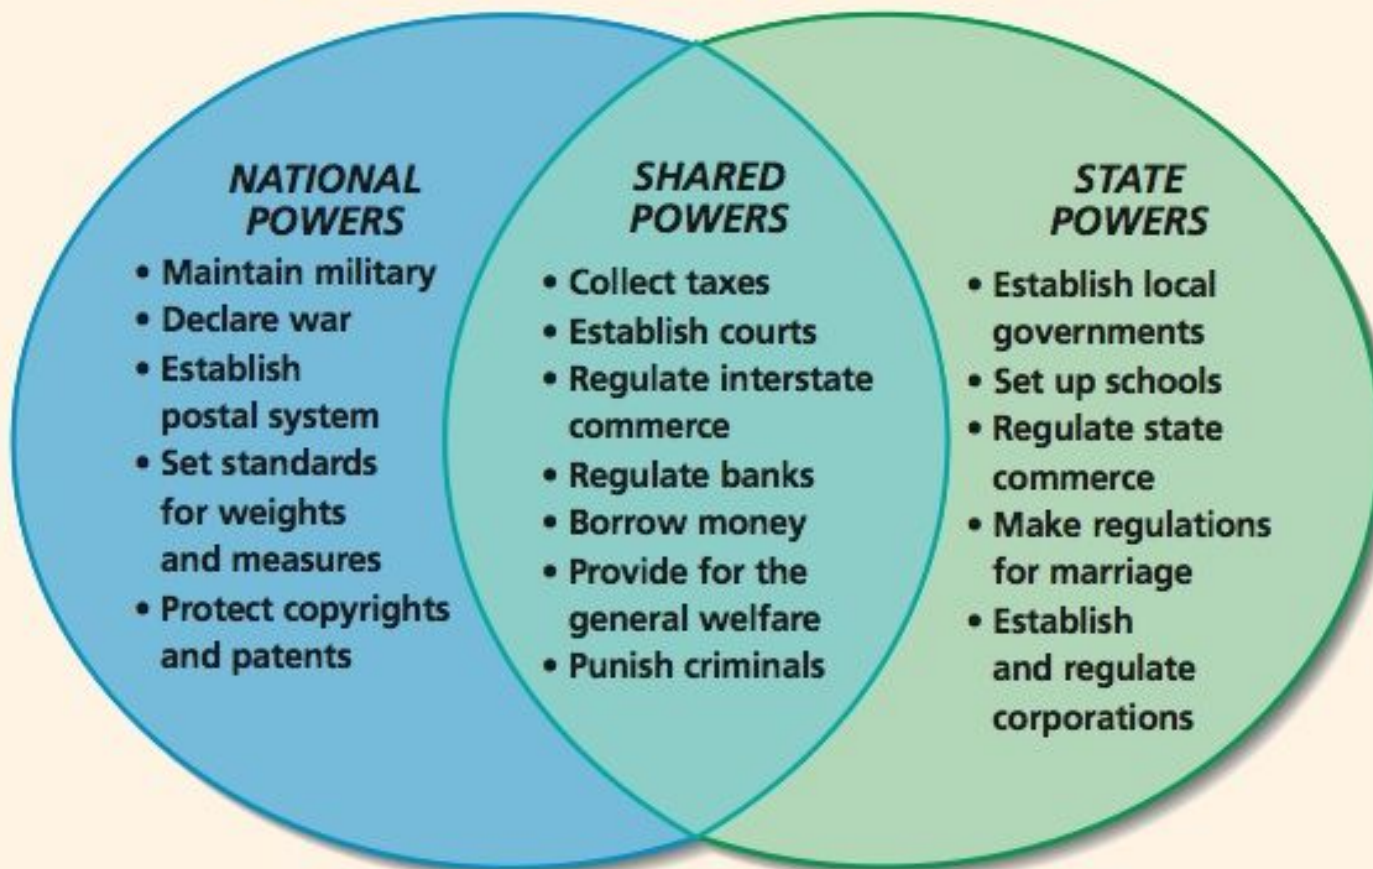 NATIONAL
POWERS
• Maintain military
• Declare war
• Establish
postal system
• Set standards
for weights
and measures
• Protect copyrights
and patents
SHARED
POWERS
• Collect taxes
• Establish courts
• Regulate interstate
commerce
• Regulate banks
• Borrow money
• Provide for the
general welfare
• Punish criminals
STATE
POWERS
• Establish local
governments
• Set up schools
• Regulate state
commerce
• Make regulations
for marriage
• Establish
and regulate
corporations